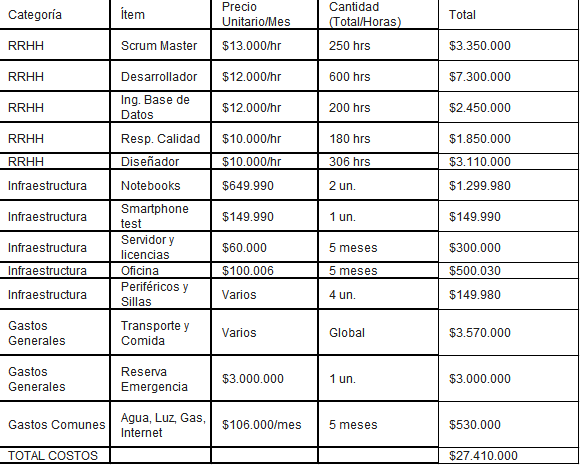 Categoría Ítem Precio Unitario/Mes Cantidad (Total/Horas) Total
RRHH Scrum Master $13.000/hr 250 hrs $3.350.000
RRHH Desarrollador $12.000/hr 600 hrs $7.300.000
RRHH Ing. Base de Datos $12.000/hr 200 hrs $2.450.000
RRHH Resp. Calidad $10.000/hr 180 hrs $1.850.000
RRHH Diseñador $10.000/hr 306 hrs $3.110.000
Infraestructura Notebooks $649.990 2 un. $1.299.980
Infraestructura Smartphone test $149.990 1 un. $149.990
Infraestructura Servidor y licencias $60.000 5 meses $300.000
Infraestructura Oficina $100.006 5 meses $500.030
Infraestructura Periféricos y Sillas Varios 4 un. $149.980
Gastos Generales Transporte y Comida Varios Global $3.570.000
Gastos Generales Reserva Emergencia $3.000.000 1 un. $3.000.000
Gastos Comunes Agua, Luz, Gas, Internet $106.000/mes 5 meses $530.000
TOTAL COSTOS $27.410.000